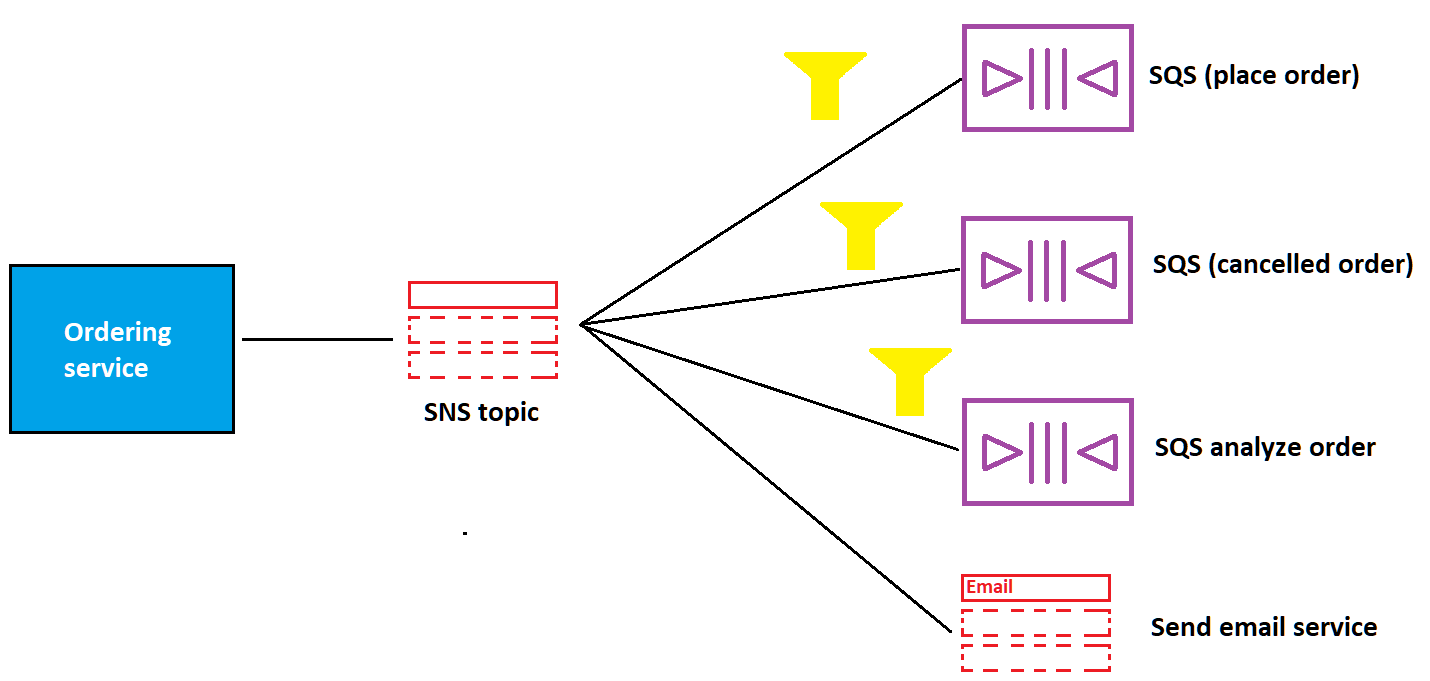 SQS (place order)
SQS (cancelled order)
Ordering
service
SNS topic
SQS analyze order
Email
Send email service